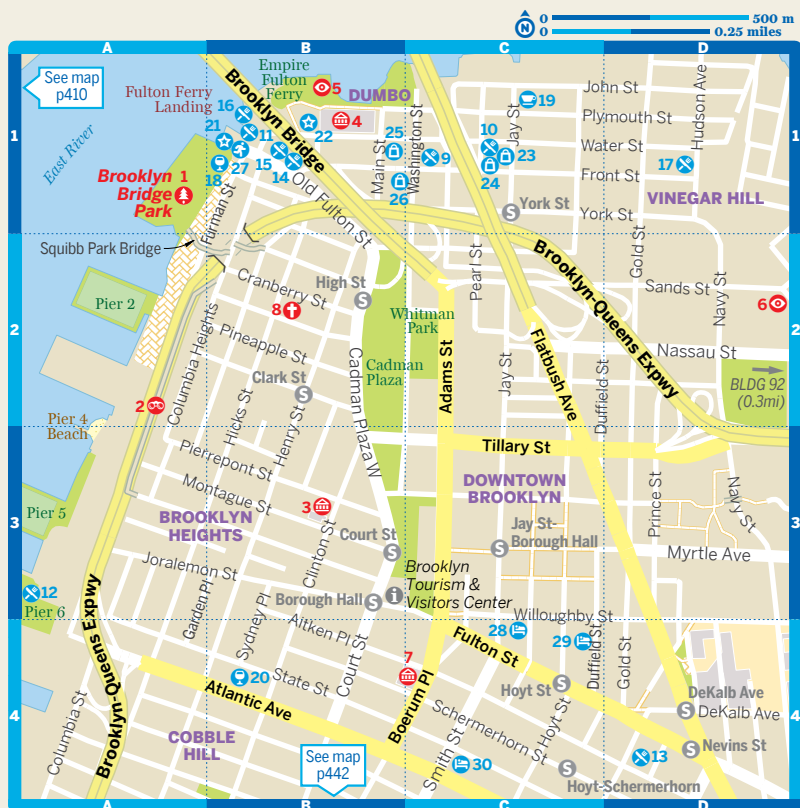 N
0
500 m
0
0.25 miles
A
B
C
D
See map
p410
Empire
Fulton
Ferry
5
DUMBO
Fulton Ferry
Landing
16
21
11
18
27
15
14
22
4
Brooklyn Bridge
East River
Brooklyn
Bridge
Park
1
Furman St
Old Fulton St
Main St
Washington St
25
26
9
10
23
24
Jay St
19
John St
Plymouth St
Water St
Front St
17
Hudson Ave
VINEGAR HILL
S
York St
York St
1
1
Squibb Park Bridge
Gold St
Sands St
Navy St
6
Pier 2
Cranberry St
8
High St
S
Pearl St
Brooklyn-Queens Expwy
Whitman
Park
Cadman
Plaza
Pineapple St
Clark St
S
Columbia Heights
Cadman Plaza W
Adams St
Jay St
Flatbush Ave
Duffield St
Nassau St
BLDG 92
(0.3mi)
2
2
2
Hicks St
Henry St
Pier 4
Beach
Pierrepont St
Montague St
Tillary St
DOWNTOWN
BROOKLYN
Prince St
Navy St
Pier 5
BROOKLYN
HEIGHTS
3
Clinton St
Court St
S
S
Jay St-
Borough Hall
Myrtle Ave
3
3
Joralemon St
Brooklyn
Tourism &
Visitors Center
i
Borough Hall
S
12
Pier 6
Garden Pl
Sydney Pl
Aitken Pl
Court St
Willoughby St
28
29
Duffield St
Gold St
Fulton St
7
20
State St
Brooklyn-Queens Expwy
Atlantic Ave
Boerum Pl
Hoyt St
S
Hoyt St
Schermerhorn St
DeKalb Ave
S
DeKalb Ave
S
Nevins St
4
4
Columbia St
COBBLE
HILL
See map
p442
Smith St
30
13
S
Hoyt-Schermerhorn
A
B
C
D